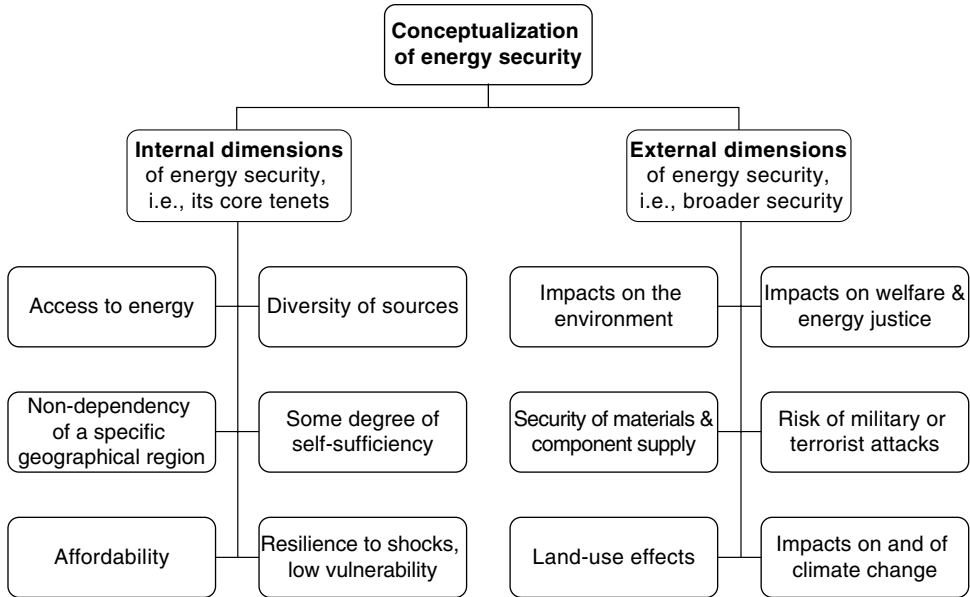 Conceptualization
of energy security
Internal dimensions
of energy security,
i.e., its core tenets
External dimensions
of energy security,
i.e., broader security
Access to energy
Diversity of sources
Impacts on the
environment
Impacts on welfare &
energy justice
Non-dependency
of a specific
geographical region
Some degree of
self-sufficiency
Security of materials &
component supply
Risk of military or
terrorist attacks
Affordability
Resilience to shocks,
low vulnerability
Land-use effects
Impacts on and of
climate change